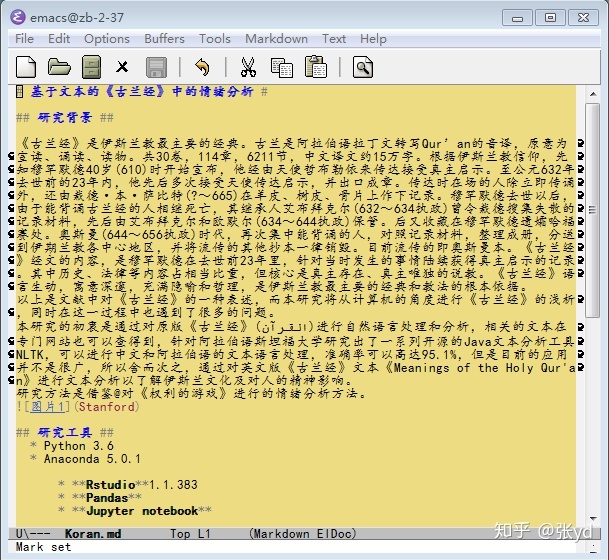 emacs@zb-2-37
File Edit Options Buffers Tools Markdown Text Help
# 基于文本的《古兰经》中的情绪分析 #
## 研究背景 ##
《古兰经》是伊斯兰教最主要的经典。古兰是阿拉伯语拉丁文转写Qur’an的音译，原意为
宣读、诵读、读物。共30卷，114章，6211节，中文译文约15万字。根据伊斯兰教信仰，先
知穆罕默德40岁(610)时开始宣布，他经由天使哲布勒依来传达接受真主启示。至公元632年
去世前的23年内，他先后多次接受天使传达启示，并出口成章。传达时在场的人除立即传诵
外，还由栽德·本·萨比特(?～665)在羊皮、树皮、骨片上作下记录。穆罕默德去世以后，
由于能背诵古兰经的人相继死亡，其继承人艾布拜克尔(632～634执政)曾令栽德搜集失散的
记录材料，先后由艾布拜克和欧默尔(634～644执政)保管。后又收藏在穆罕默德遗孀哈福
赛处。奥斯曼(644～656执政)时代，再次集中能背诵的人，对照记录材料，整理成册，分送
到伊期兰教各中心地区，并将流传的其他抄本一律销毁。目前流传的即奥斯曼本。《古兰经
》经文的内容，是穆罕默德在去世前23年里，针对当时发生的事情陆续获得真主启示的记录
。其中历史、法律等内容占相当比重，但核心是真主存在、真主唯独的说教。《古兰经》语
言生动，寓意深邃，充满隐喻和哲理，是伊斯兰教最主要的经典和教法的根本依据。
以上是文献中对《古兰经》的一种表述，而本研究将从计算机的角度进行《古兰经》的浅析
，同时在这一过程中也遇到了很多的问题。
本研究的初衷是通过对原版《古兰经》(القرآن)进行自然语言处理和分析，相关的文本在
专门网站也可以查得到，针对阿拉伯语斯坦福大学研究出了一系列开源的Java文本分析工具
NLTK，可以进行中文和阿拉伯语的文本语言处理，准确率可以高达95.1%，但是目前的应用
并不是很广，所以舍而次之，通过对英文版《古兰经》文本《Meanings of the Holy Qur'a
n》进行文本分析以了解伊斯兰文化及对人的精神影响。
研究方法是借鉴@对《权利的游戏》进行的情绪分析方法。
![图片1](Stanford)
## 研究工具 ##
* Python 3.6
* Anaconda 5.0.1
* **Rstudio**1.1.383
* **Pandas**
* **Jupyter notebook**
U\--- Koran.md Top L1 (Markdown ElDoc)
Mark set
知乎 @张yd